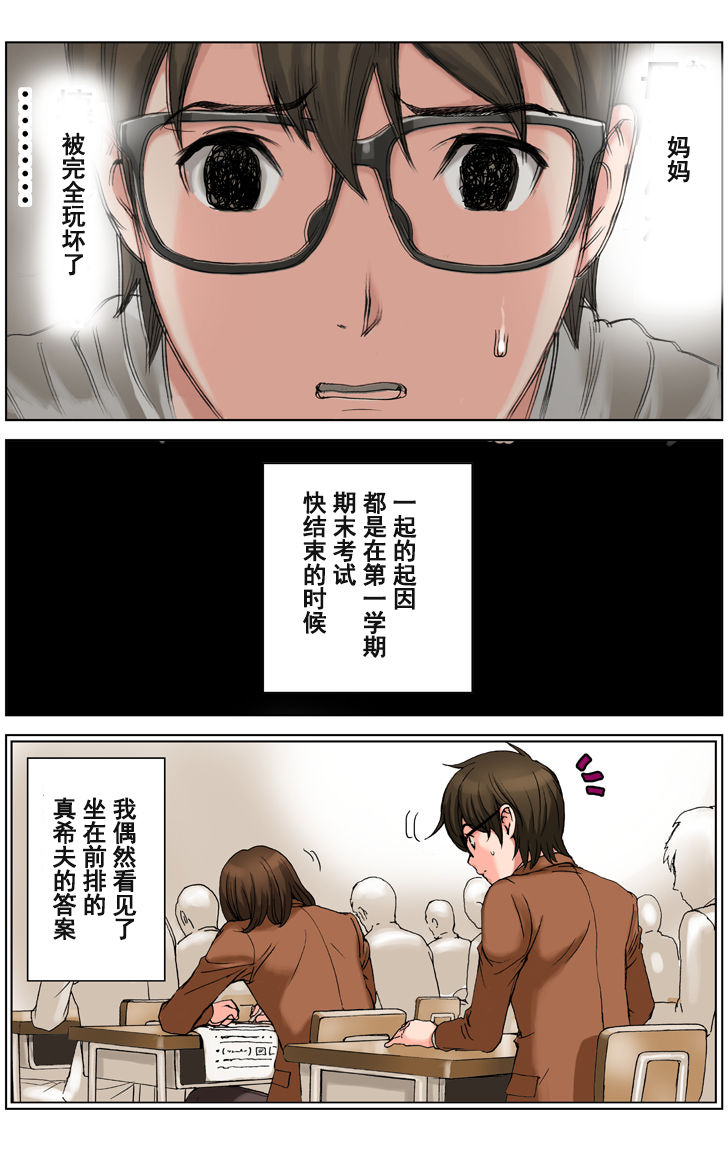 妈妈
被完全玩坏了
………
一起的起因
都是在第一学期
期末考试
快结束的时候
我偶然看见了
坐在前排的
真希夫的答案